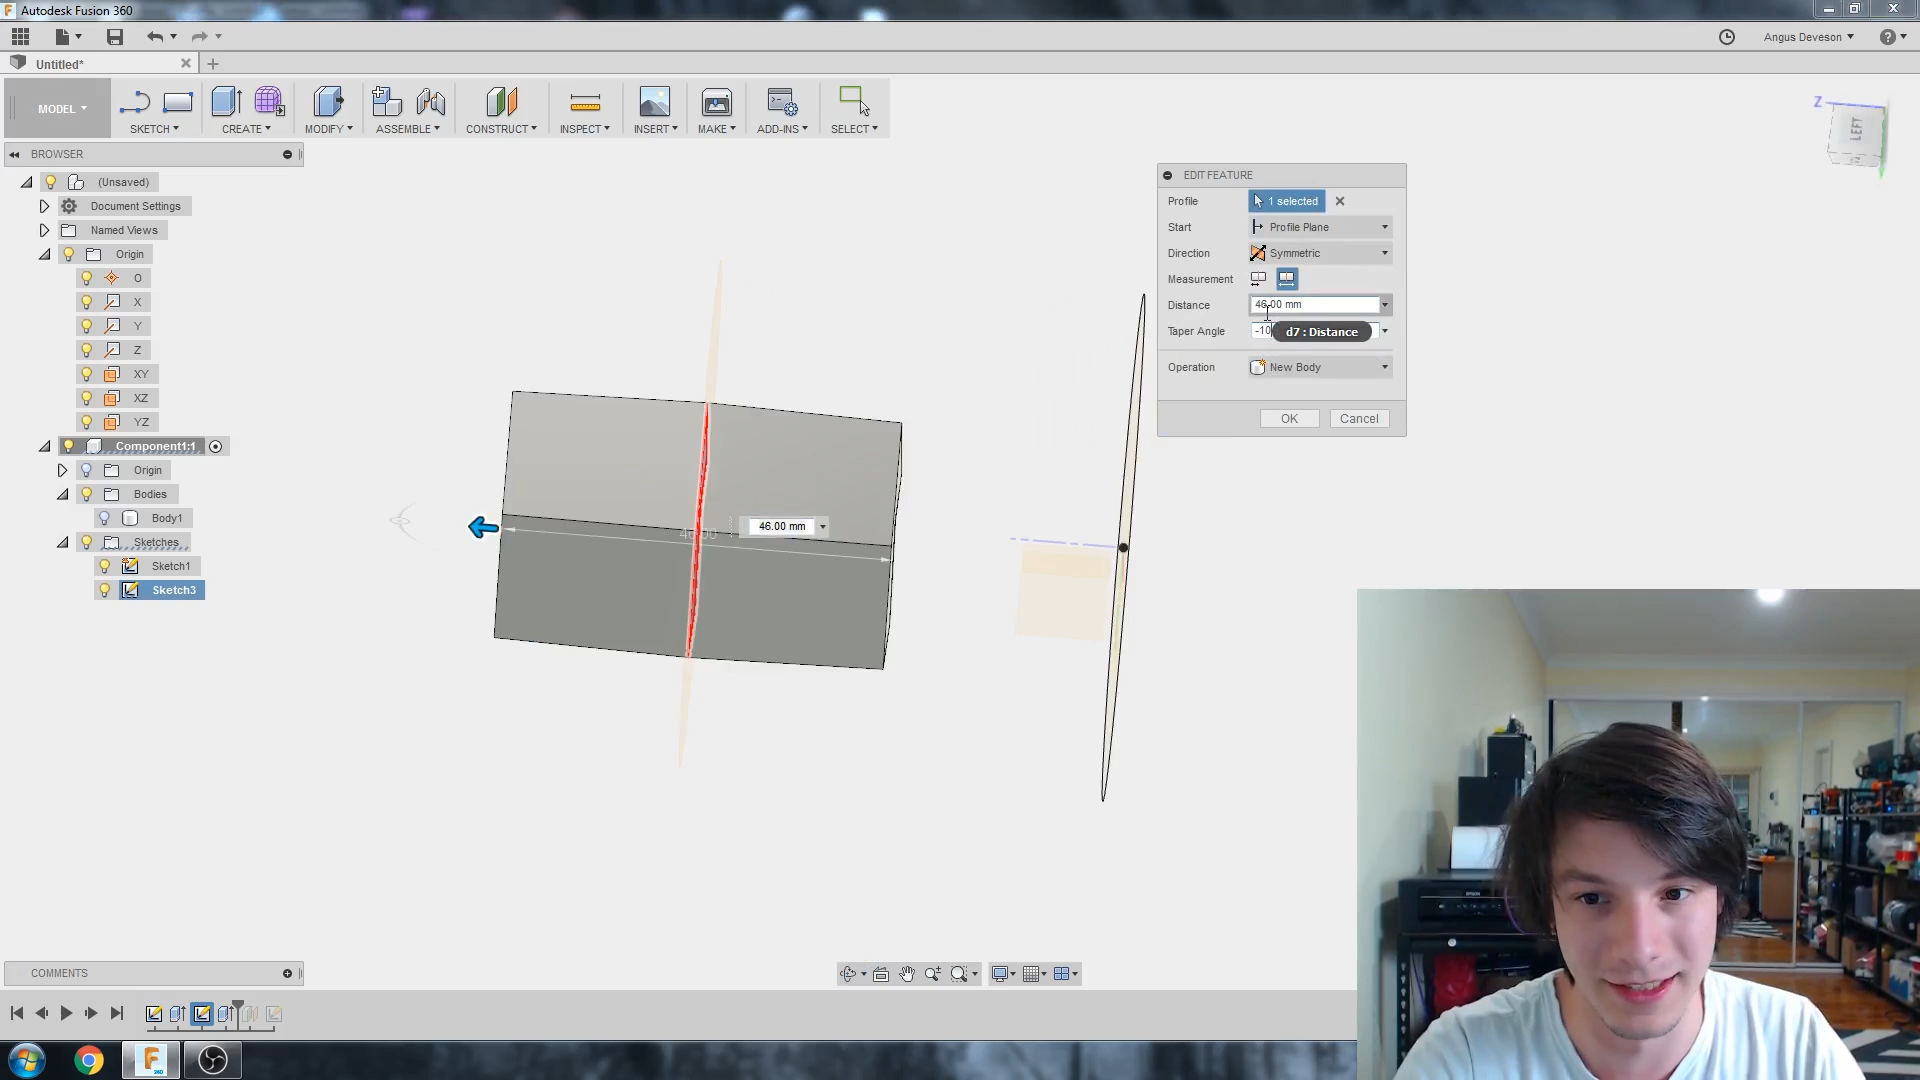 Autodesk Fusion 360
Angus Deveson
Untitled*
MODEL
SKETCH
CREATE
MODIFY
ASSEMBLE
CONSTRUCT
INSPECT
INSERT
MAKE
ADD-INS
SELECT
Z
LEFT
BROWSER
(Unsaved)
Document Settings
Named Views
Origin
O
X
Y
Z
XY
XZ
YZ
Component1:1
Origin
Bodies
Body1
Sketches
Sketch1
Sketch3
EDIT FEATURE
Profile
1 selected
Start
Profile Plane
Direction
Symmetric
Measurement
Distance
46.00 mm
Taper Angle
-10
d7 : Distance
Operation
New Body
OK
Cancel
46.00
46.00 mm
COMMENTS